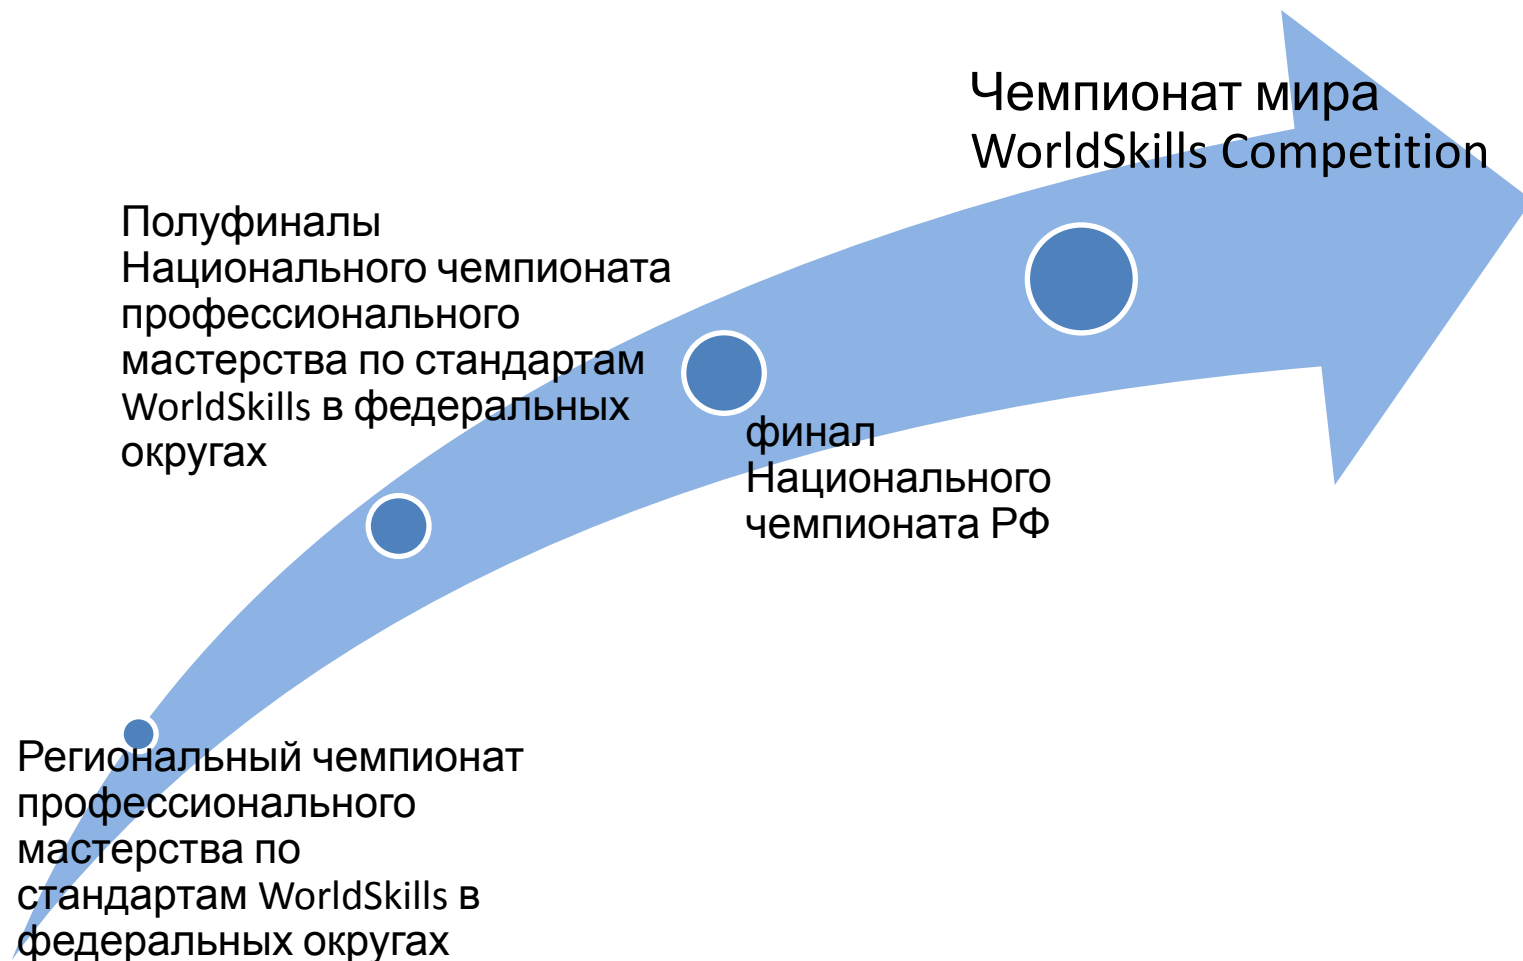 Чемпионат мира
WorldSkills Competition
Полуфиналы
Национального чемпионата
профессионального
мастерства по стандартам
WorldSkills в федеральных
округах
финал
Национального
чемпионата РФ
Региональный чемпионат
профессионального
мастерства по
стандартам WorldSkills в
федеральных округах